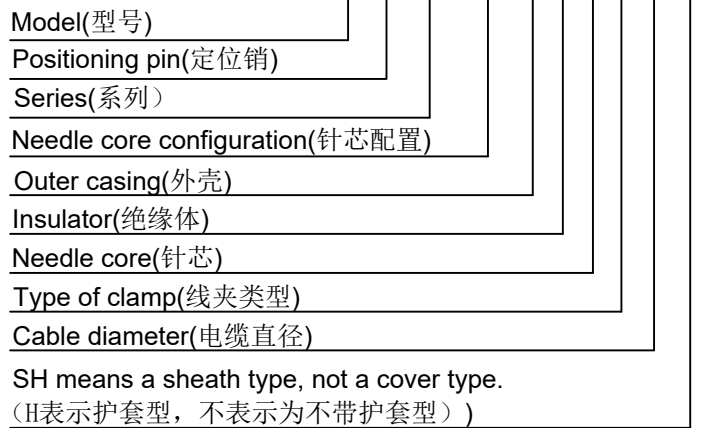 Model(型号)
Positioning pin(定位销)
Series(系列）
Needle core configuration(针芯配置)
Outer casing(外壳)
Insulator(绝缘体)
Needle core(针芯)
Type of clamp(线夹类型)
Cable diameter(电缆直径)
SH means a sheath type, not a cover type.
（H表示护套型，不表示为不带护套型）)